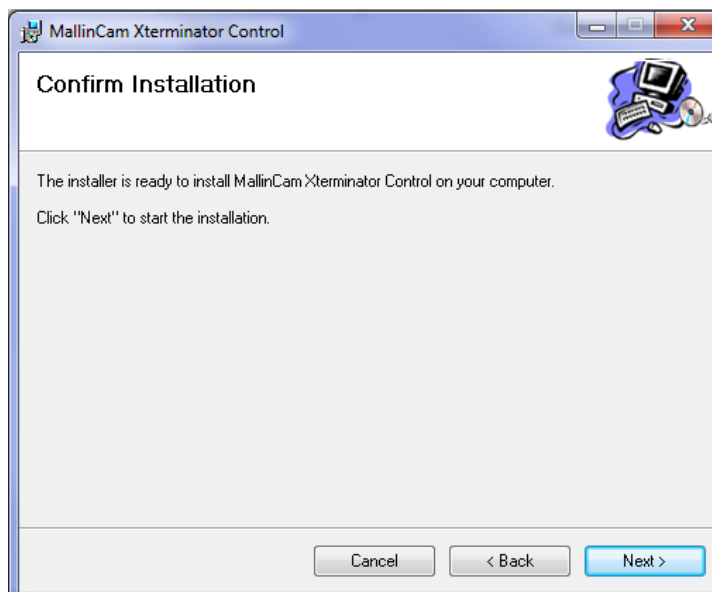 MallinCam Xterminator Control
Confirm Installation
The installer is ready to install MallinCam Xterminator Control on your computer.
Click "Next" to start the installation.
Cancel
< Back
Next >